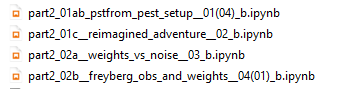 part2_01ab_pstfrom_pest_setup__01(04)_b.ipynb
part2_01c__reimagined_adventure__02_b.ipynb
part2_02a__weights_vs_noise__03_b.ipynb
part2_02b__freyberg_obs_and_weights__04(01)_b.ipynb